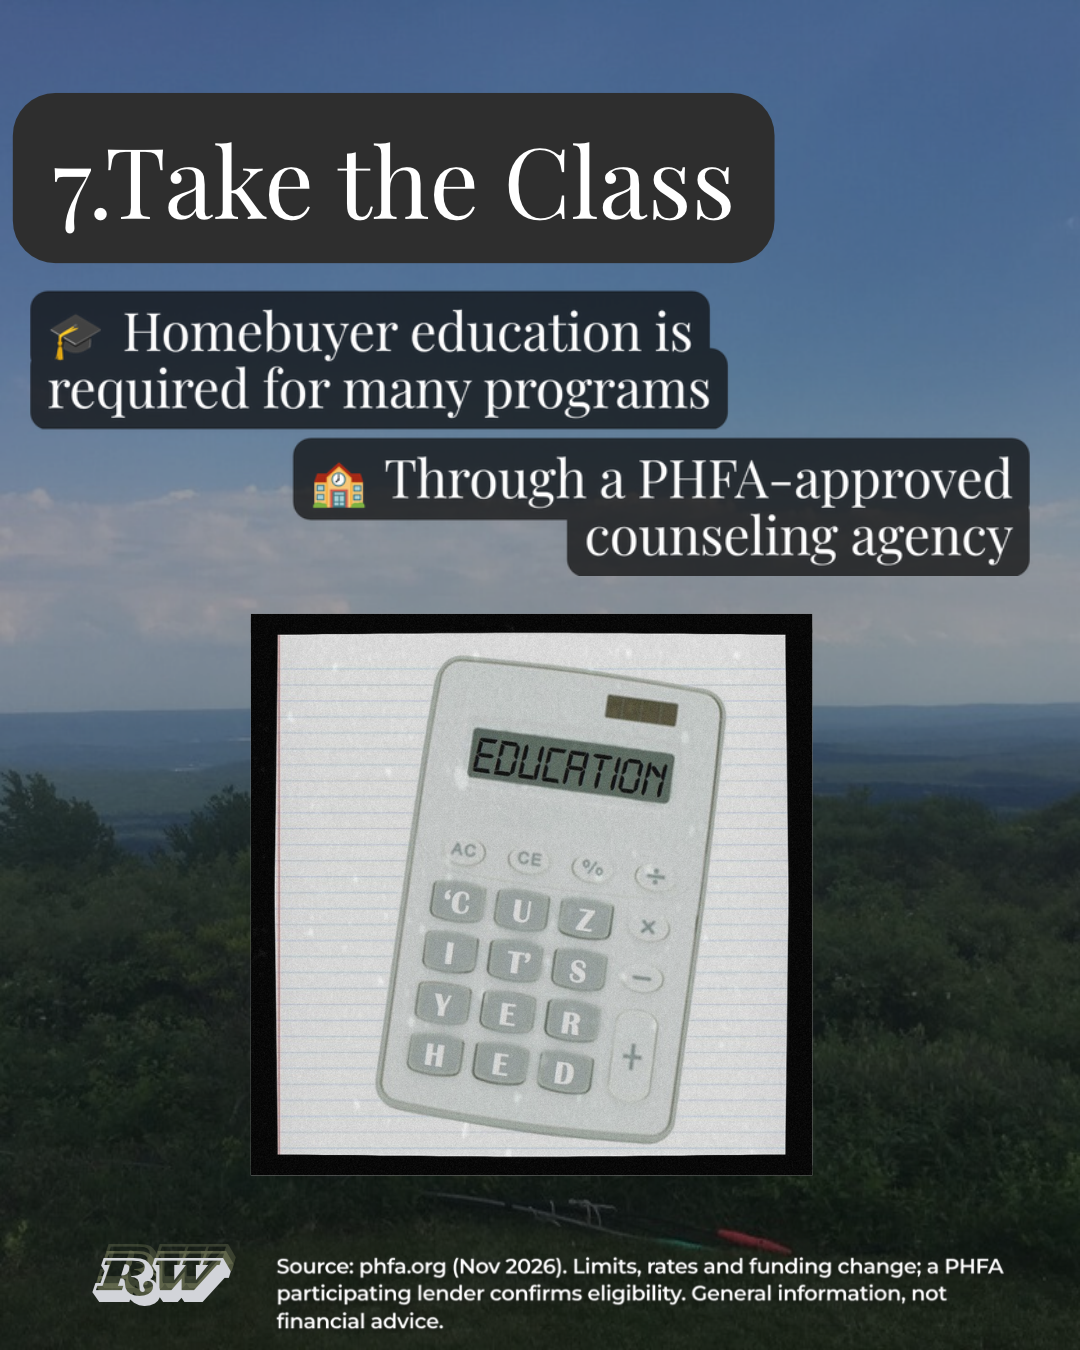 7.Take the Class
🎓 Homebuyer education is
required for many programs
🏫 Through a PHFA-approved
counseling agency
EDUCATION
AC CE % ÷
‘C U Z ×
I T’ S −
Y E R
H E D +
RW
Source: phfa.org (Nov 2026). Limits, rates and funding change; a PHFA
participating lender confirms eligibility. General information, not
financial advice.